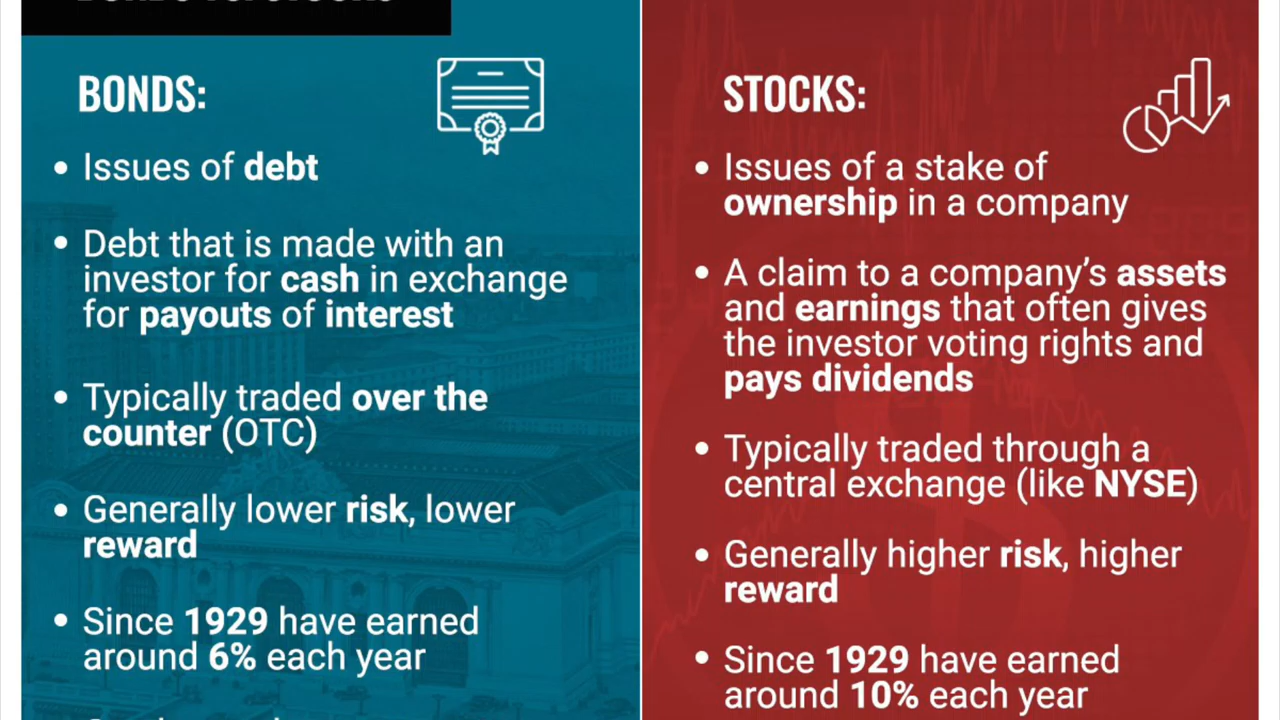 BONDS:
• Issues of debt
• Debt that is made with an
investor for cash in exchange
for payouts of interest
• Typically traded over the
counter (OTC)
• Generally lower risk, lower
reward
• Since 1929 have earned
around 6% each year
STOCKS:
• Issues of a stake of
ownership in a company
• A claim to a company’s assets
and earnings that often gives
the investor voting rights and
pays dividends
• Typically traded through a
central exchange (like NYSE)
• Generally higher risk, higher
reward
• Since 1929 have earned
around 10% each year